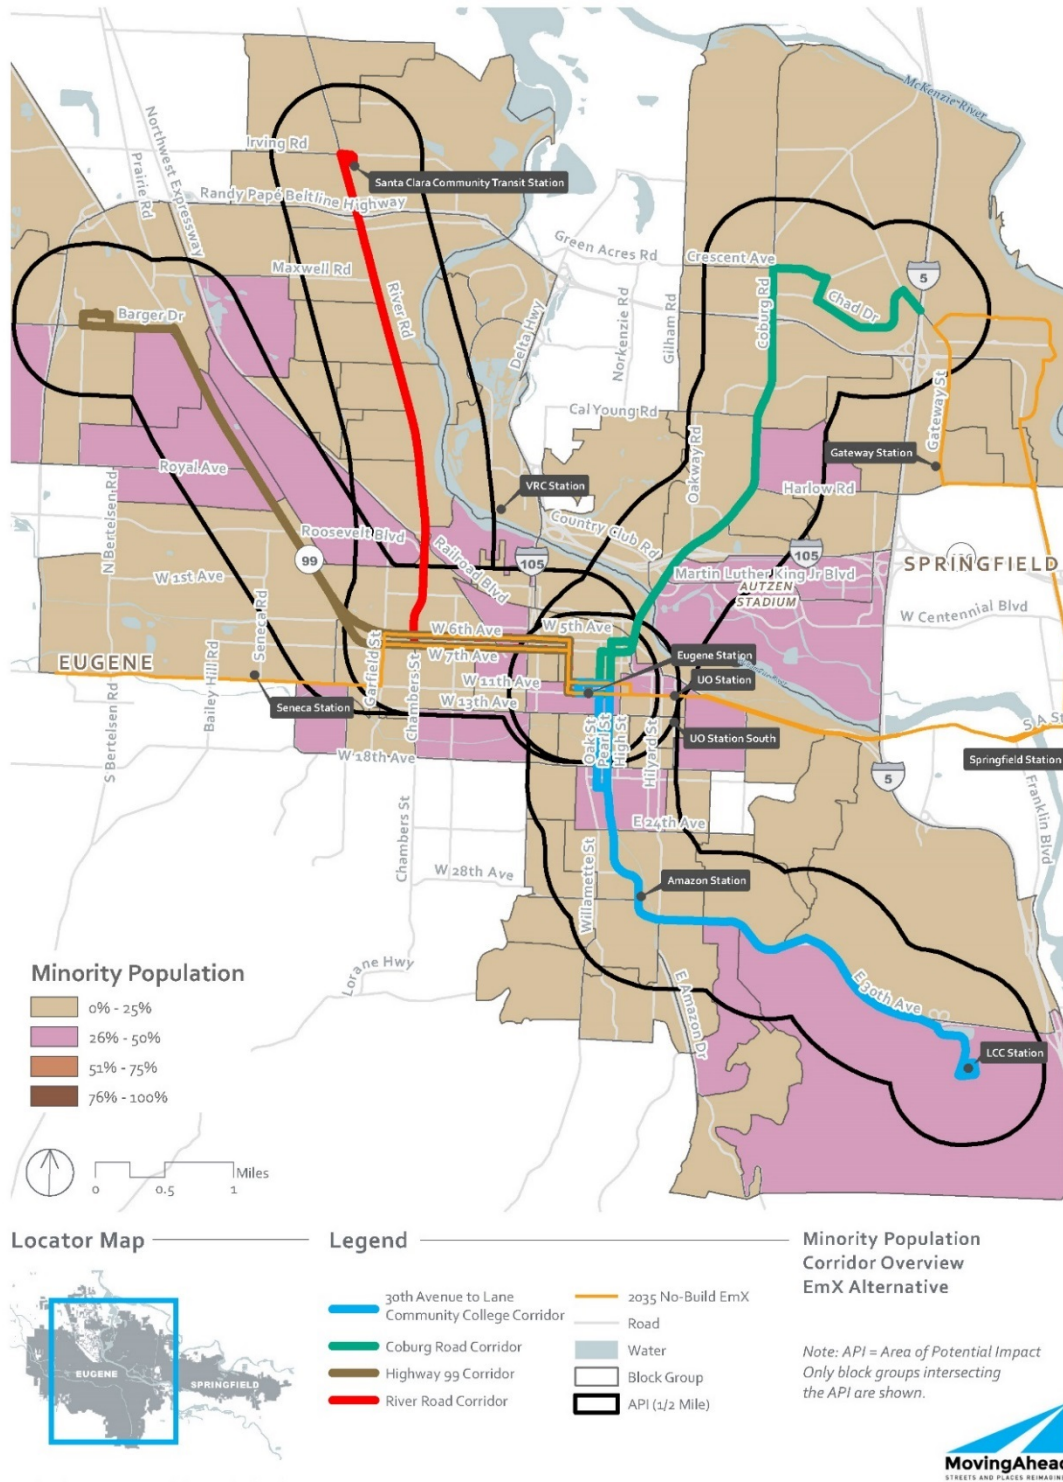 McKenzie River
Northwest Expressway
Prairie Rd
Irving Rd
Santa Clara Community Transit Station
Randy Papé Beltline Highway
Green Acres Rd
Crescent Ave
5
Maxwell Rd
River Rd
Delta Hwy
Norkenzie Rd
Gilham Rd
Coburg Rd
Chad Dr
Barger Dr
Cal Young Rd
Oakway Rd
Gateway St
Gateway Station
Royal Ave
N Bertelsen Rd
VRC Station
Harlow Rd
Roosevelt Blvd
Railroad Blvd
Country Club Rd
99
105
105
SPRINGFIELD
W 1st Ave
Martin Luther King Jr Blvd
AUTZEN
STADIUM
W Centennial Blvd
Seneca Rd
W 6th Ave
W 5th Ave
EUGENE
Garfield St
W 7th Ave
Eugene Station
Bailey Hill Rd
Chambers St
W 11th Ave
UO Station
Seneca Station
W 13th Ave
S Bertelsen Rd
Oak St
Pearl St
High St
Hilyard St
UO Station South
S A St
W 18th Ave
Springfield Station
5
Franklin Blvd
E 24th Ave
Chambers St
W 28th Ave
Willamette St
Amazon Station
Lorane Hwy
E Amazon Dr
E 30th Ave
LCC Station
Minority Population
0% - 25%
26% - 50%
51% - 75%
76% - 100%
Miles
0 0.5 1
Locator Map
EUGENE
SPRINGFIELD
Legend
30th Avenue to Lane
Community College Corridor
Coburg Road Corridor
Highway 99 Corridor
River Road Corridor
2035 No-Build EmX
Road
Water
Block Group
API (1/2 Mile)
Minority Population
Corridor Overview
EmX Alternative
Note: API = Area of Potential Impact
Only block groups intersecting
the API are shown.
MovingAhead
STREETS AND PLACES